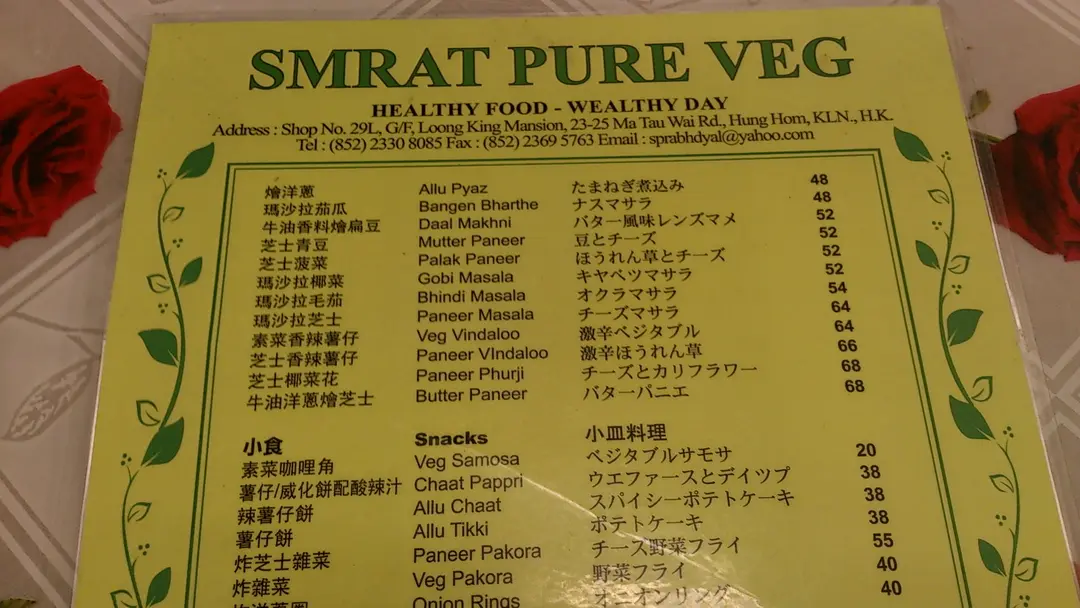 SMRAT PURE VEG
HEALTHY FOOD - WEALTHY DAY
Address : Shop No. 29L, G/F, Loong King Mansion, 23-25 Ma Tau Wai Rd., Hung Hom, KLN., H.K.
Tel : (852) 2330 8085 Fax : (852) 2369 5763 Email : sprabhdyal@yahoo.com
燴洋蔥 Allu Pyaz たまねぎ煮込み 48
瑪沙拉茄瓜 Bangen Bharthe ナスマサラ 48
牛油香料燴扁豆 Daal Makhni バター風味レンズマメ 52
芝士青豆 Mutter Paneer 豆とチーズ 52
芝士菠菜 Palak Paneer ほうれん草とチーズ 52
瑪沙拉椰菜 Gobi Masala キヤベツマサラ 52
瑪沙拉毛茄 Bhindi Masala オクラマサラ 54
瑪沙拉芝士 Paneer Masala チーズマサラ 64
素菜香辣薯仔 Veg Vindaloo 激辛ベジタブル 64
芝士香辣薯仔 Paneer VIndaloo 激辛ほうれん草 66
芝士椰菜花 Paneer Phurji チーズとカリフラワー 68
牛油洋蔥燴芝士 Butter Paneer バターパニエ 68
小食 Snacks 小皿料理
素菜咖哩角 Veg Samosa ベジタブルサモサ 20
薯仔/威化餅配酸辣汁 Chaat Pappri ウエファースとデイツプ 38
辣薯仔餅 Allu Chaat スパイシーポテトケーキ 38
薯仔餅 Allu Tikki ポテトケーキ 38
炸芝士雜菜 Paneer Pakora チース野菜フライ 55
炸雜菜 Veg Pakora 野菜フライ 40
炸洋蔥圈 Onion Rings オニオンリング 40